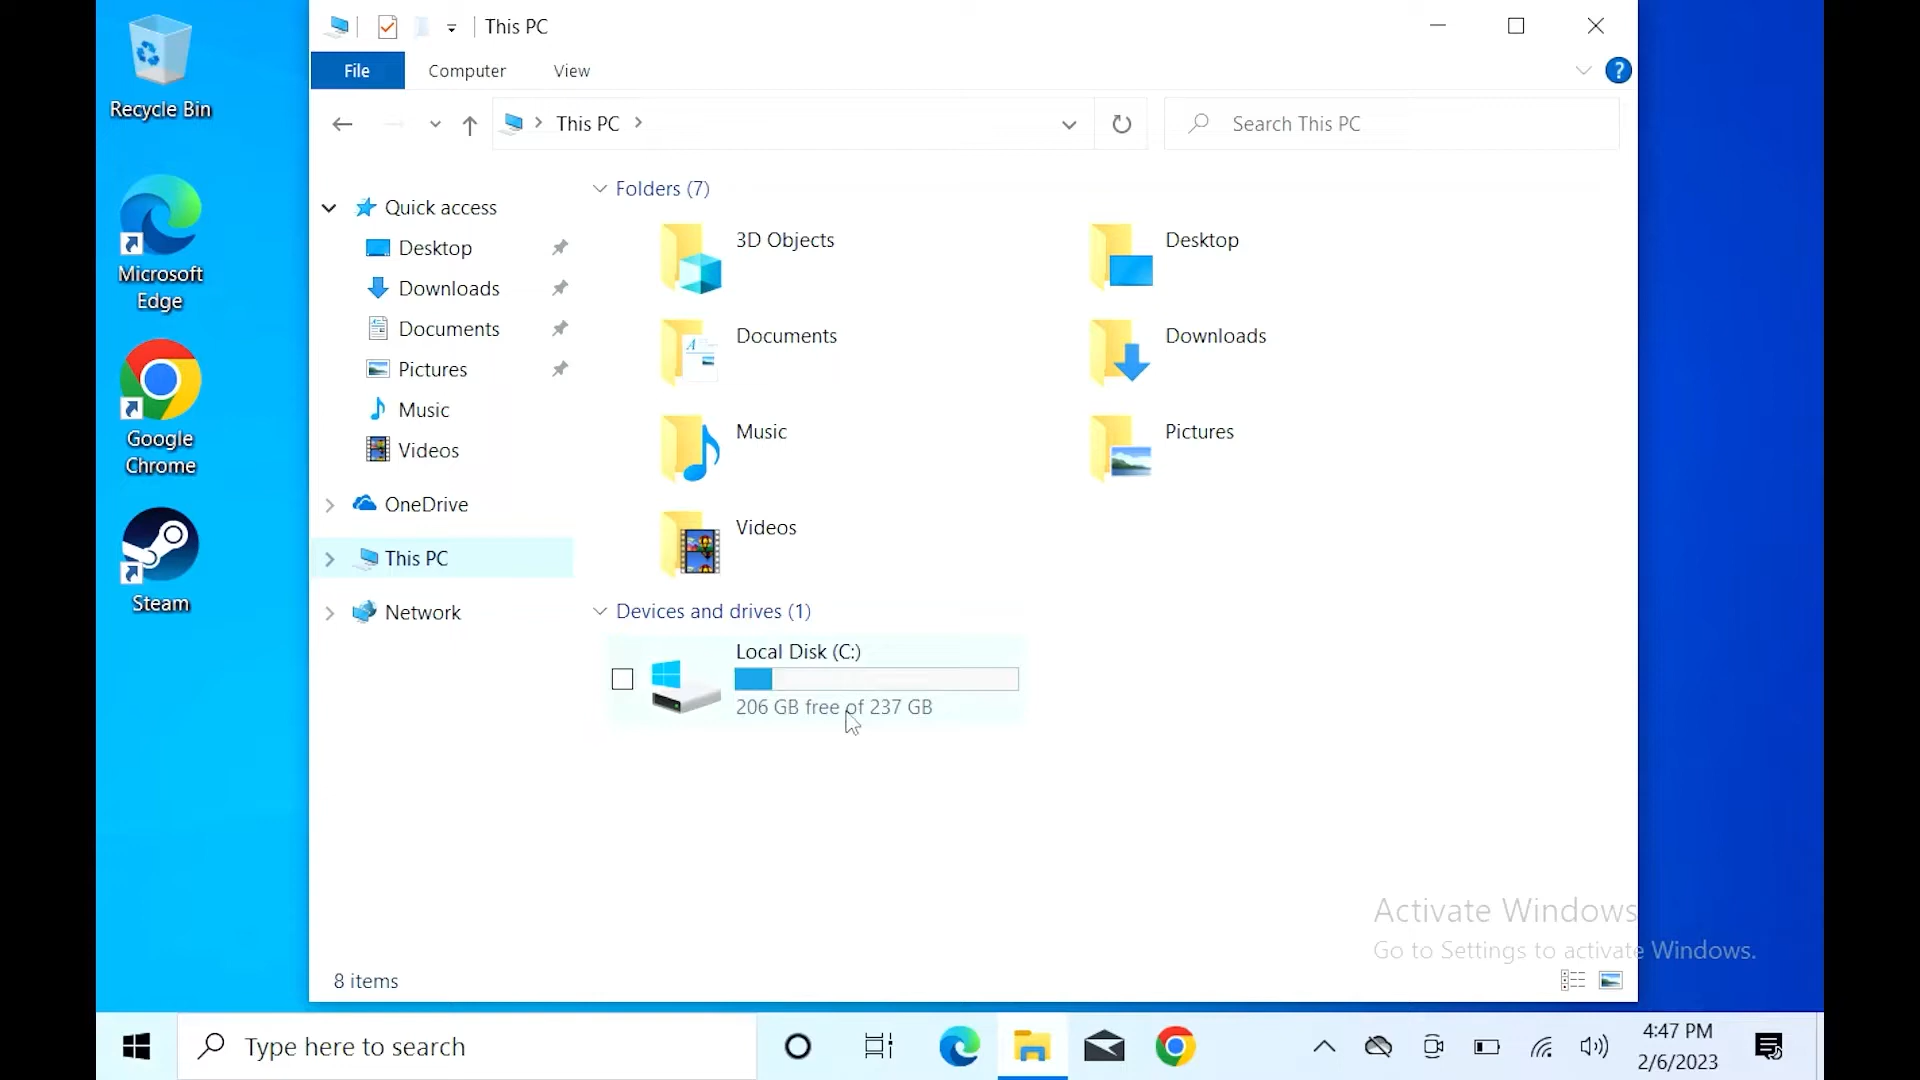 This PC
File
Computer
View
?
This PC
Search This PC
Recycle Bin
Microsoft
Edge
Google
Chrome
Steam
Quick access
Desktop
Downloads
Documents
Pictures
Music
Videos
OneDrive
This PC
Network
Folders (7)
3D Objects
Desktop
Documents
Downloads
Music
Pictures
Videos
Devices and drives (1)
Local Disk (C:)
206 GB free of 237 GB
Activate Windows
Go to Settings to activate Windows.
8 items
Type here to search
4:47 PM
2/6/2023